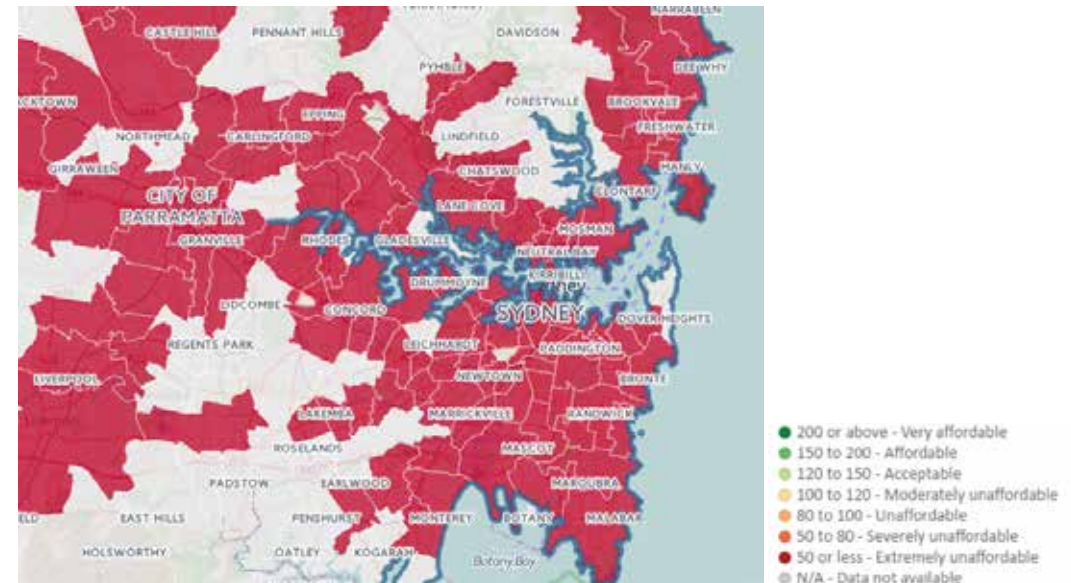 NARRABEEN
CASTLE HILL
PENNANT HILLS
DAVIDSON
PYMBLE
DEE WHY
CKTOWN
FORESTVILLE
BROOKVALE
EPPING
NORTHMEAD
CARLINGFORD
LINDFIELD
FRESHWATER
GIRRAWEEN
CHATSWOOD
MANLY
CITY OF
PARRAMATTA
CLONTARF
LANE COVE
MOSMAN
GRANVILLE
RHODES
GLADESVILLE
NEUTRAL BAY
KIRRIBILLI
DRUMMOYNE
LIDCOMBE
CONCORD
SYDNEY
DOVER HEIGHTS
REGENTS PARK
LEICHHARDT
PADDINGTON
LIVERPOOL
NEWTOWN
BRONTE
LAKEMBA
MARRICKVILLE
RANDWICK
ROSELANDS
MASCOT
PADSTOW
EARLWOOD
MAROUBRA
ELD
EAST HILLS
PENSHURST
MONTEREY
BOTANY
MALABAR
HOLSWORTHY
OATLEY
KOGARAH
Botany Bay
200 or above - Very affordable
150 to 200 - Affordable
120 to 150 - Acceptable
100 to 120 - Moderately unaffordable
80 to 100 - Unaffordable
50 to 80 - Severely unaffordable
50 or less - Extremely unaffordable
N/A - Data not available